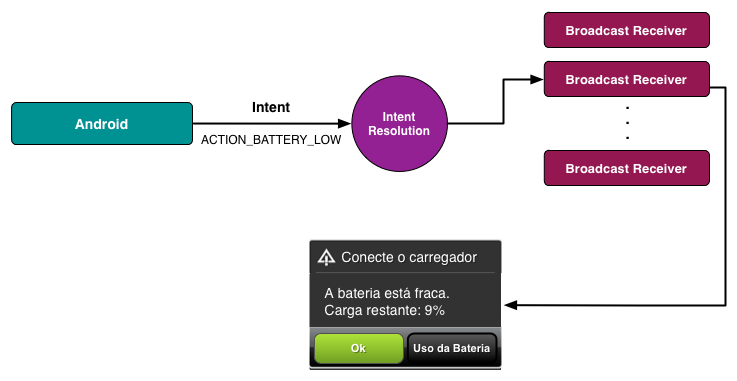 Broadcast Receiver
Broadcast Receiver
Intent
Android
ACTION_BATTERY_LOW
Intent
Resolution
Broadcast Receiver
Conecte o carregador
A bateria está fraca.
Carga restante: 9%
Ok
Uso da Bateria